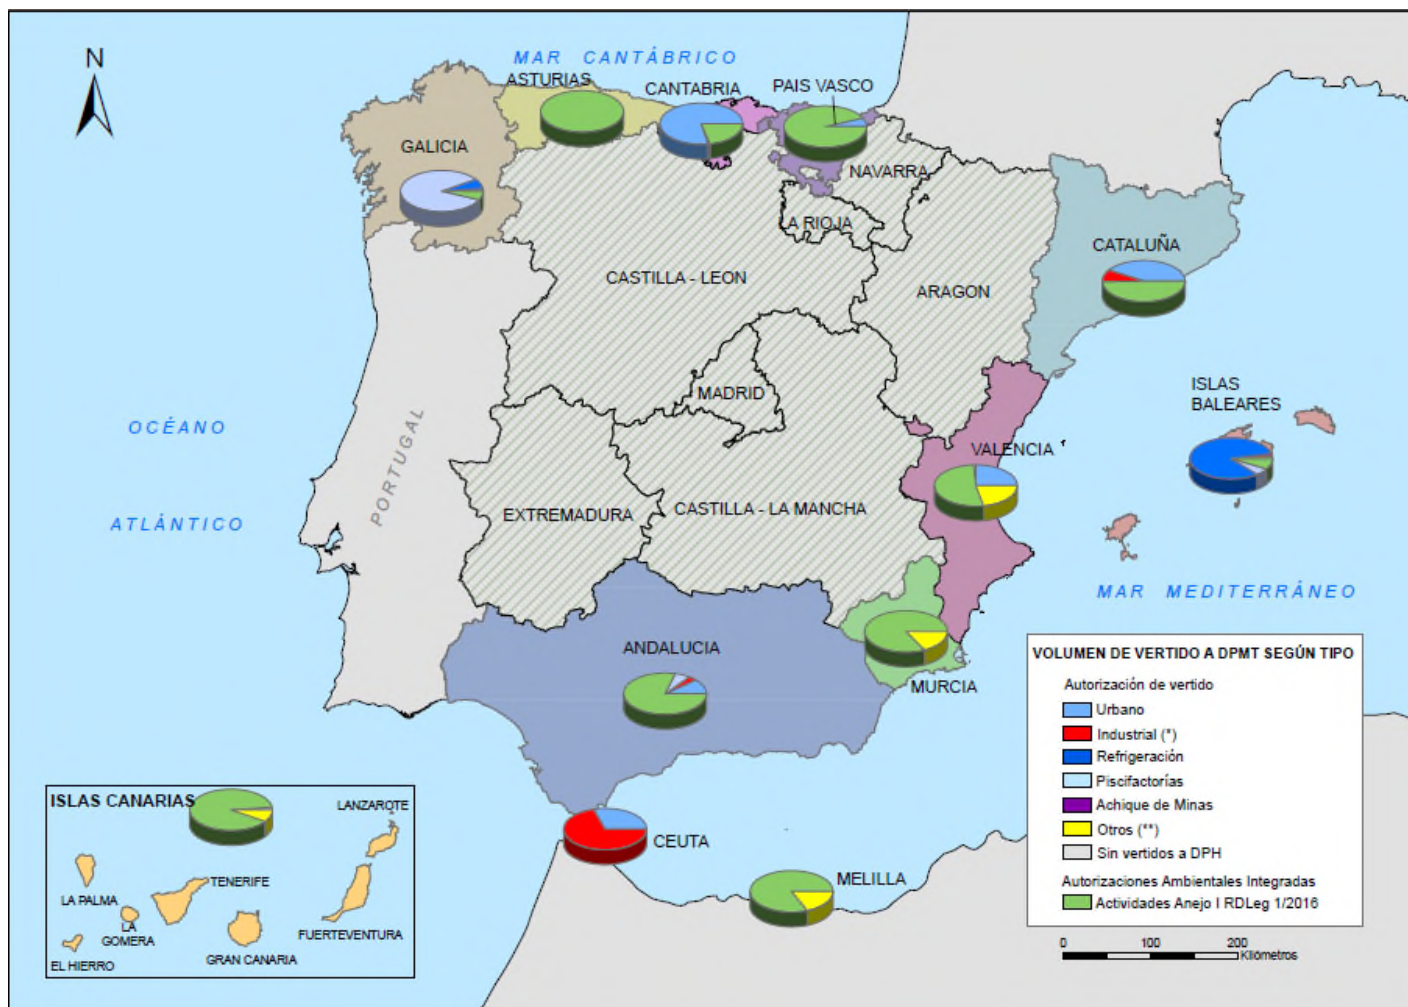 N
MAR CANTÁBRICO
ASTURIAS
CANTABRIA
PAIS VASCO
GALICIA
NAVARRA
LA RIOJA
CATALUÑA
CASTILLA - LEON
ARAGON
MADRID
ISLAS
BALEARES
OCÉANO
ATLÁNTICO
PORTUGAL
VALENCIA
EXTREMADURA
CASTILLA - LA MANCHA
MAR MEDITERRÁNEO
ANDALUCIA
MURCIA
CEUTA
MELILLA
ISLAS CANARIAS
LANZAROTE
LA PALMA
TENERIFE
LA
GOMERA
FUERTEVENTURA
EL HIERRO
GRAN CANARIA
VOLUMEN DE VERTIDO A DPMT SEGÚN TIPO
Autorización de vertido
Urbano
Industrial (*)
Refrigeración
Piscifactorías
Achique de Minas
Otros (**)
Sin vertidos a DPH
Autorizaciones Ambientales Integradas
Actividades Anejo I RDLeg 1/2016
0 100 200
Kilómetros